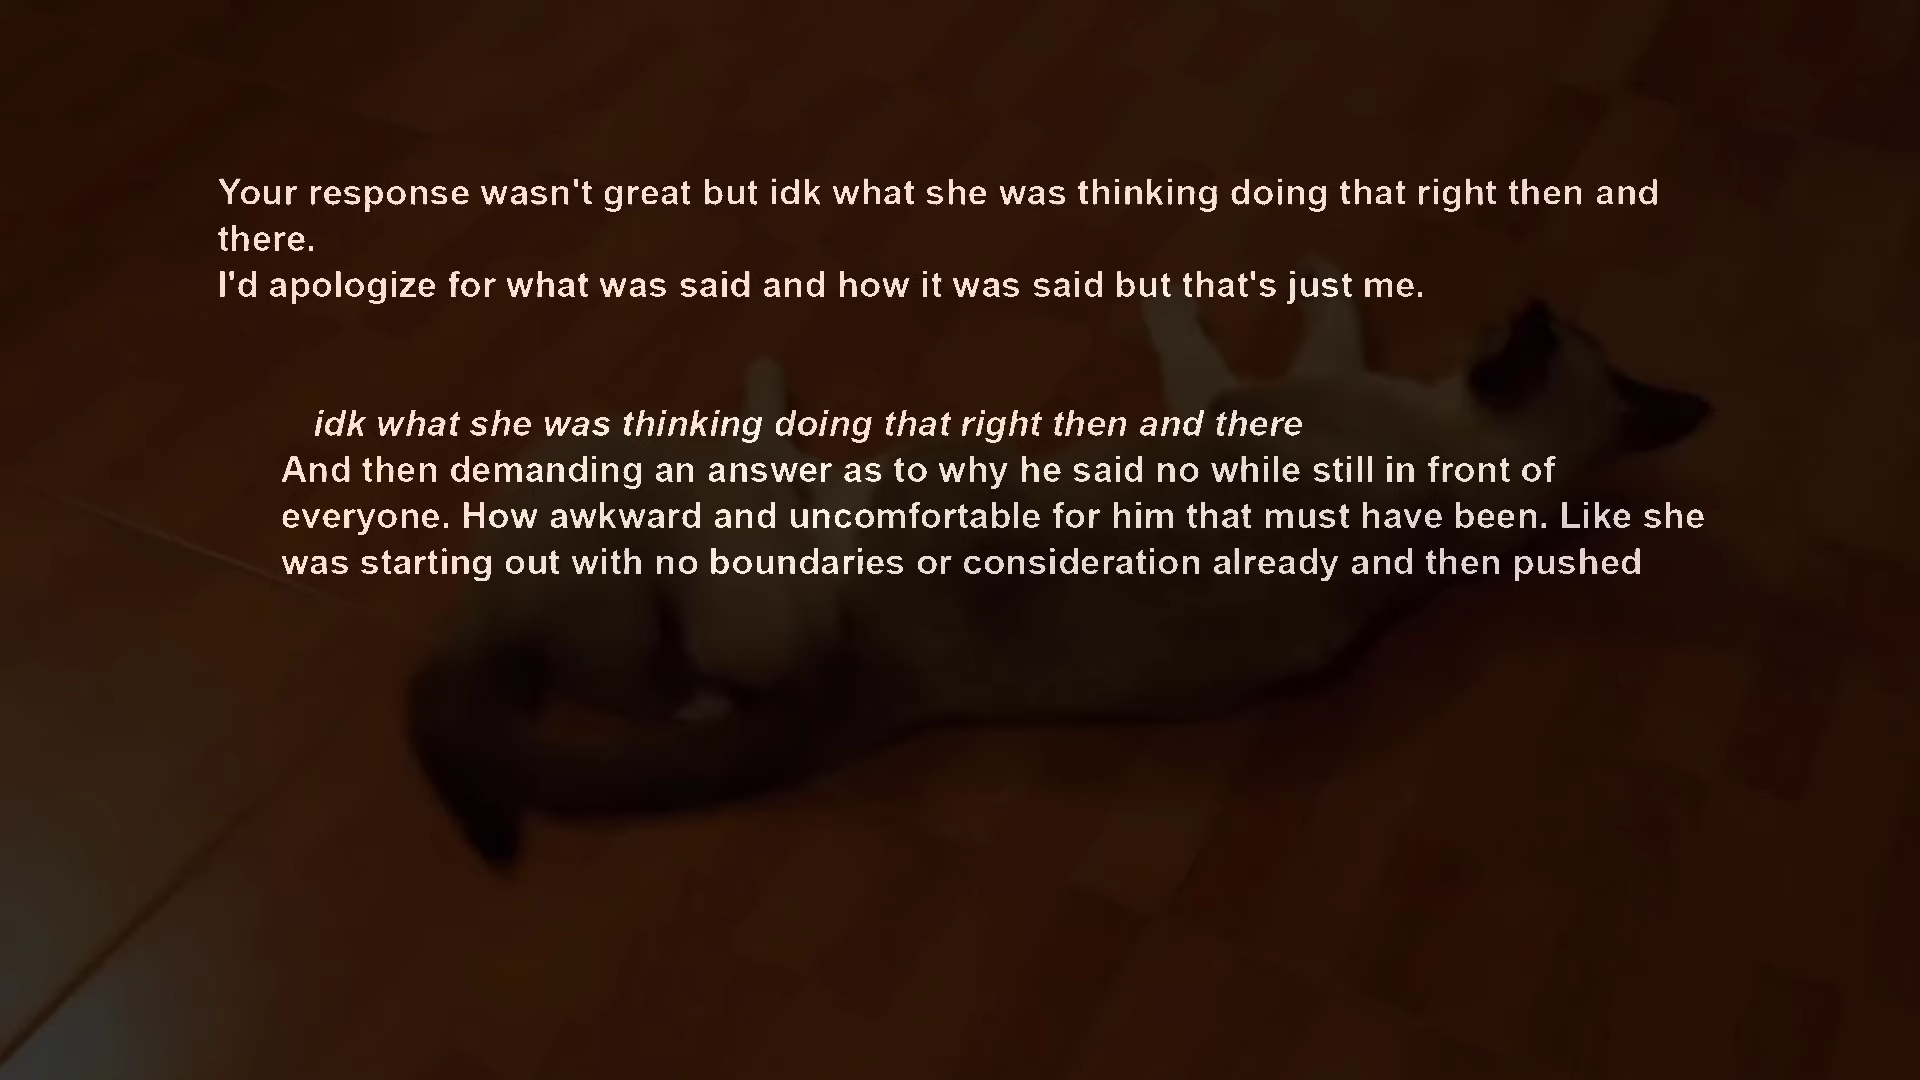 Your response wasn't great but idk what she was thinking doing that right then and
there.
I'd apologize for what was said and how it was said but that's just me.
idk what she was thinking doing that right then and there
And then demanding an answer as to why he said no while still in front of
everyone. How awkward and uncomfortable for him that must have been. Like she
was starting out with no boundaries or consideration already and then pushed